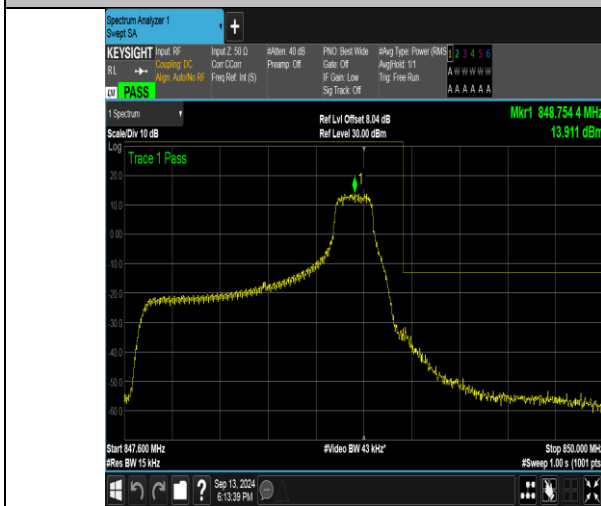 Spectrum Analyzer 1
Swept SA
+
KEYSIGHT
RL
LXI PASS
Input: RF
Coupling: DC
Align: Auto/No RF
Input Z: 50 Ω
Corr CCorr
Freq Ref: Int (S)
#Atten: 40 dB
Preamp: Off
PNO: Best Wide
Gate: Off
IF Gain: Low
Sig Track: Off
#Avg Type: Power (RMS
Avg|Hold: 1/1
Trig: Free Run
1 2 3 4 5 6
A W W W W W
A A A A A A
1 Spectrum
Scale/Div 10 dB
Ref Lvl Offset 8.04 dB
Ref Level 30.00 dBm
Mkr1 848.754 4 MHz
13.911 dBm
Log
Trace 1 Pass
1
20.0
10.0
0.00
-10.0
-20.0
-30.0
-40.0
-50.0
-60.0
Start 847.600 MHz
#Res BW 15 kHz
#Video BW 43 kHz*
Stop 850.000 MHz
#Sweep 1.00 s (1001 pts
?
Sep 13, 2024
6:13:39 PM